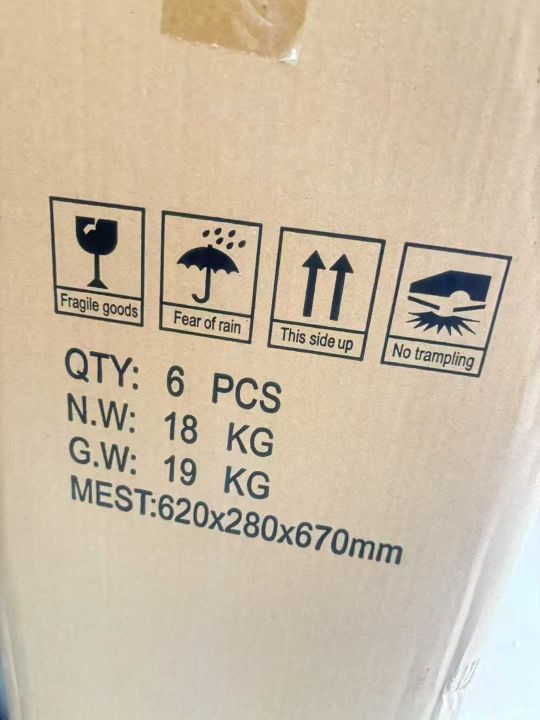 Fragile goods
Fear of rain
This side up
No trampling
QTY: 6 PCS
N.W: 18 KG
G.W: 19 KG
MEST:620x280x670mm